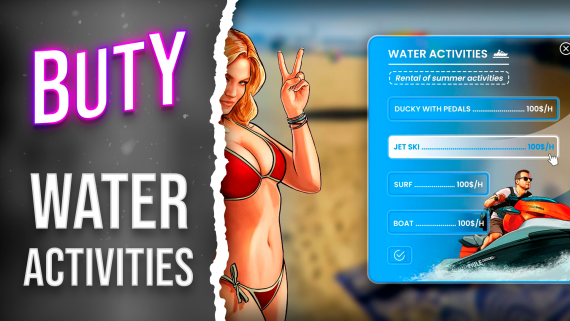 BUTY
WATER
ACTIVITIES
WATER ACTIVITIES
Rental of summer activities
DUCKY WITH PEDALS ........................ 100$/H
JET SKI ................................................ 100$/H
SURF ........................ 100$/H
BOAT ........................ 100$/H